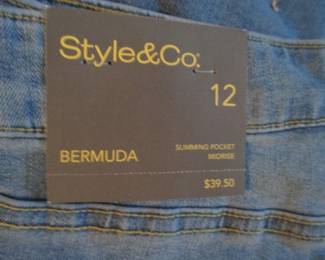 Style&Co:
12
BERMUDA
SLIMMING POCKET
MIDRISE
$39.50